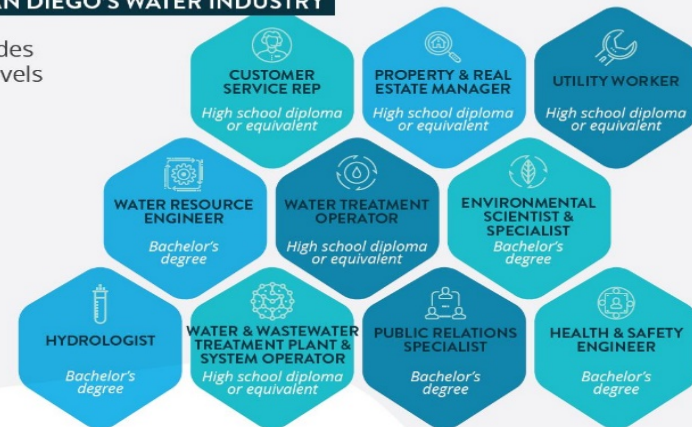 AN DIEGO'S WATER INDUSTRY
des
vels
CUSTOMER
SERVICE REP
High school diploma
or equivalent
PROPERTY & REAL
ESTATE MANAGER
High school diploma
or equivalent
UTILITY WORKER
High school diploma
or equivalent
WATER RESOURCE
ENGINEER
Bachelor's
degree
WATER TREATMENT
OPERATOR
High school diploma
or equivalent
ENVIRONMENTAL
SCIENTIST &
SPECIALIST
Bachelor's
degree
HYDROLOGIST
Bachelor's
degree
WATER & WASTEWATER
TREATMENT PLANT &
SYSTEM OPERATOR
High school diploma
or equivalent
PUBLIC RELATIONS
SPECIALIST
Bachelor's
degree
HEALTH & SAFETY
ENGINEER
Bachelor's
degree